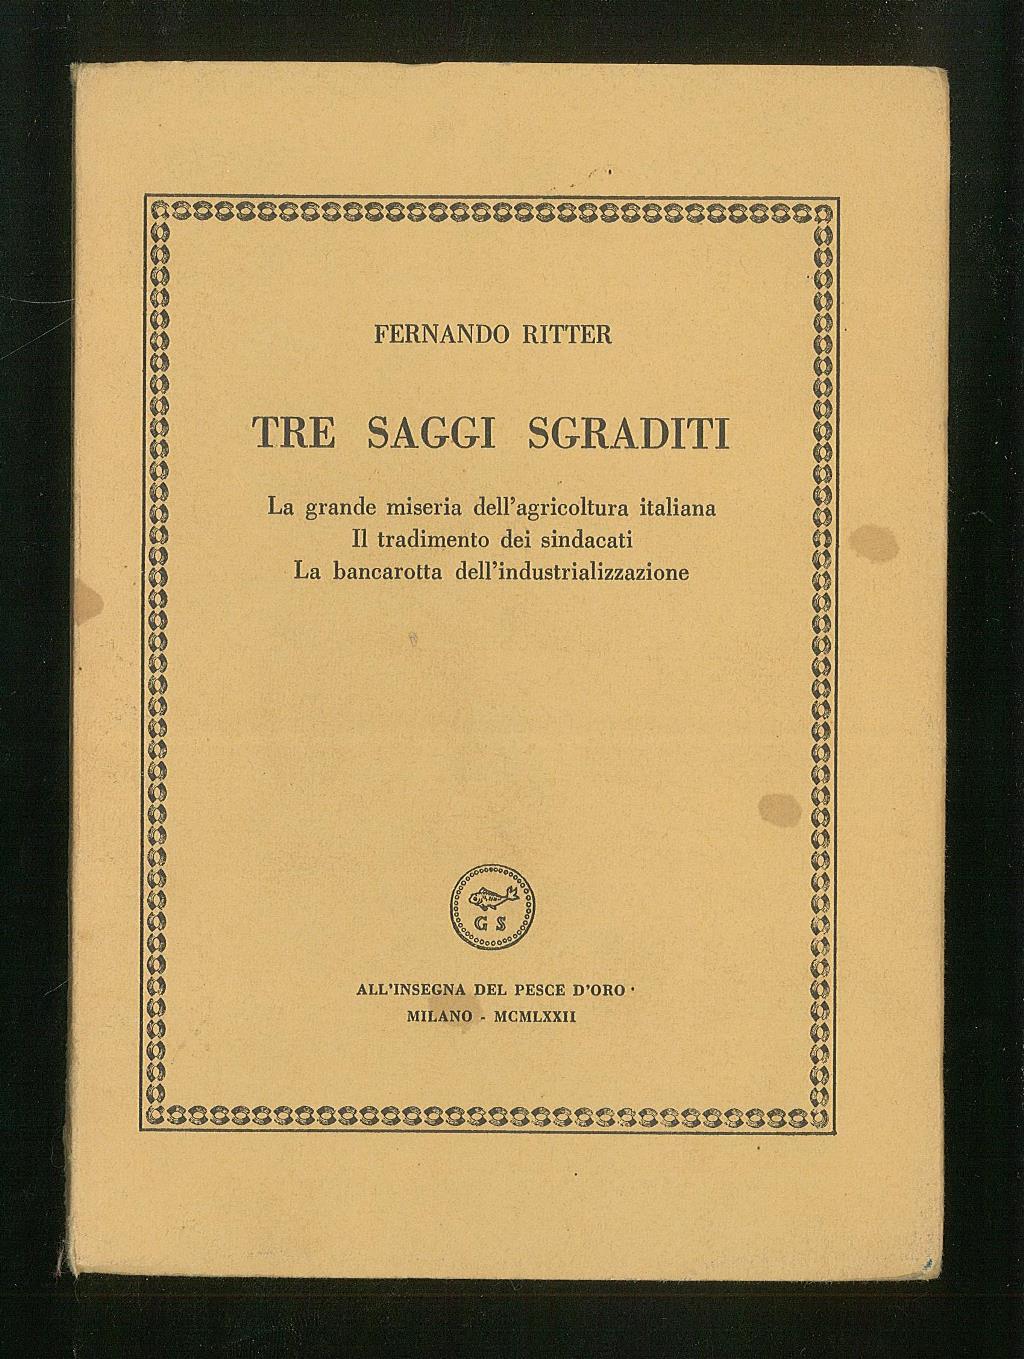 FERNANDO RITTER
TRE SAGGI SGRADITI
La grande miseria dell'agricoltura italiana
Il tradimento dei sindacati
La bancarotta dell'industrializzazione
G S
ALL'INSEGNA DEL PESCE D'ORO
MILANO - MCMLXXII